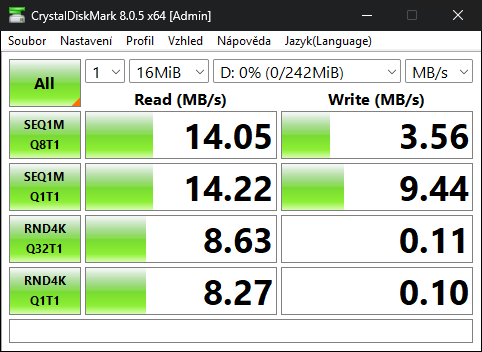 CrystalDiskMark 8.0.5 x64 [Admin]
Soubor Nastavení Profil Vzhled Nápověda Jazyk(Language)
All 1 16MiB D: 0% (0/242MiB) MB/s
Read (MB/s) Write (MB/s)
SEQ1M
Q8T1 14.05 3.56
SEQ1M
Q1T1 14.22 9.44
RND4K
Q32T1 8.63 0.11
RND4K
Q1T1 8.27 0.10